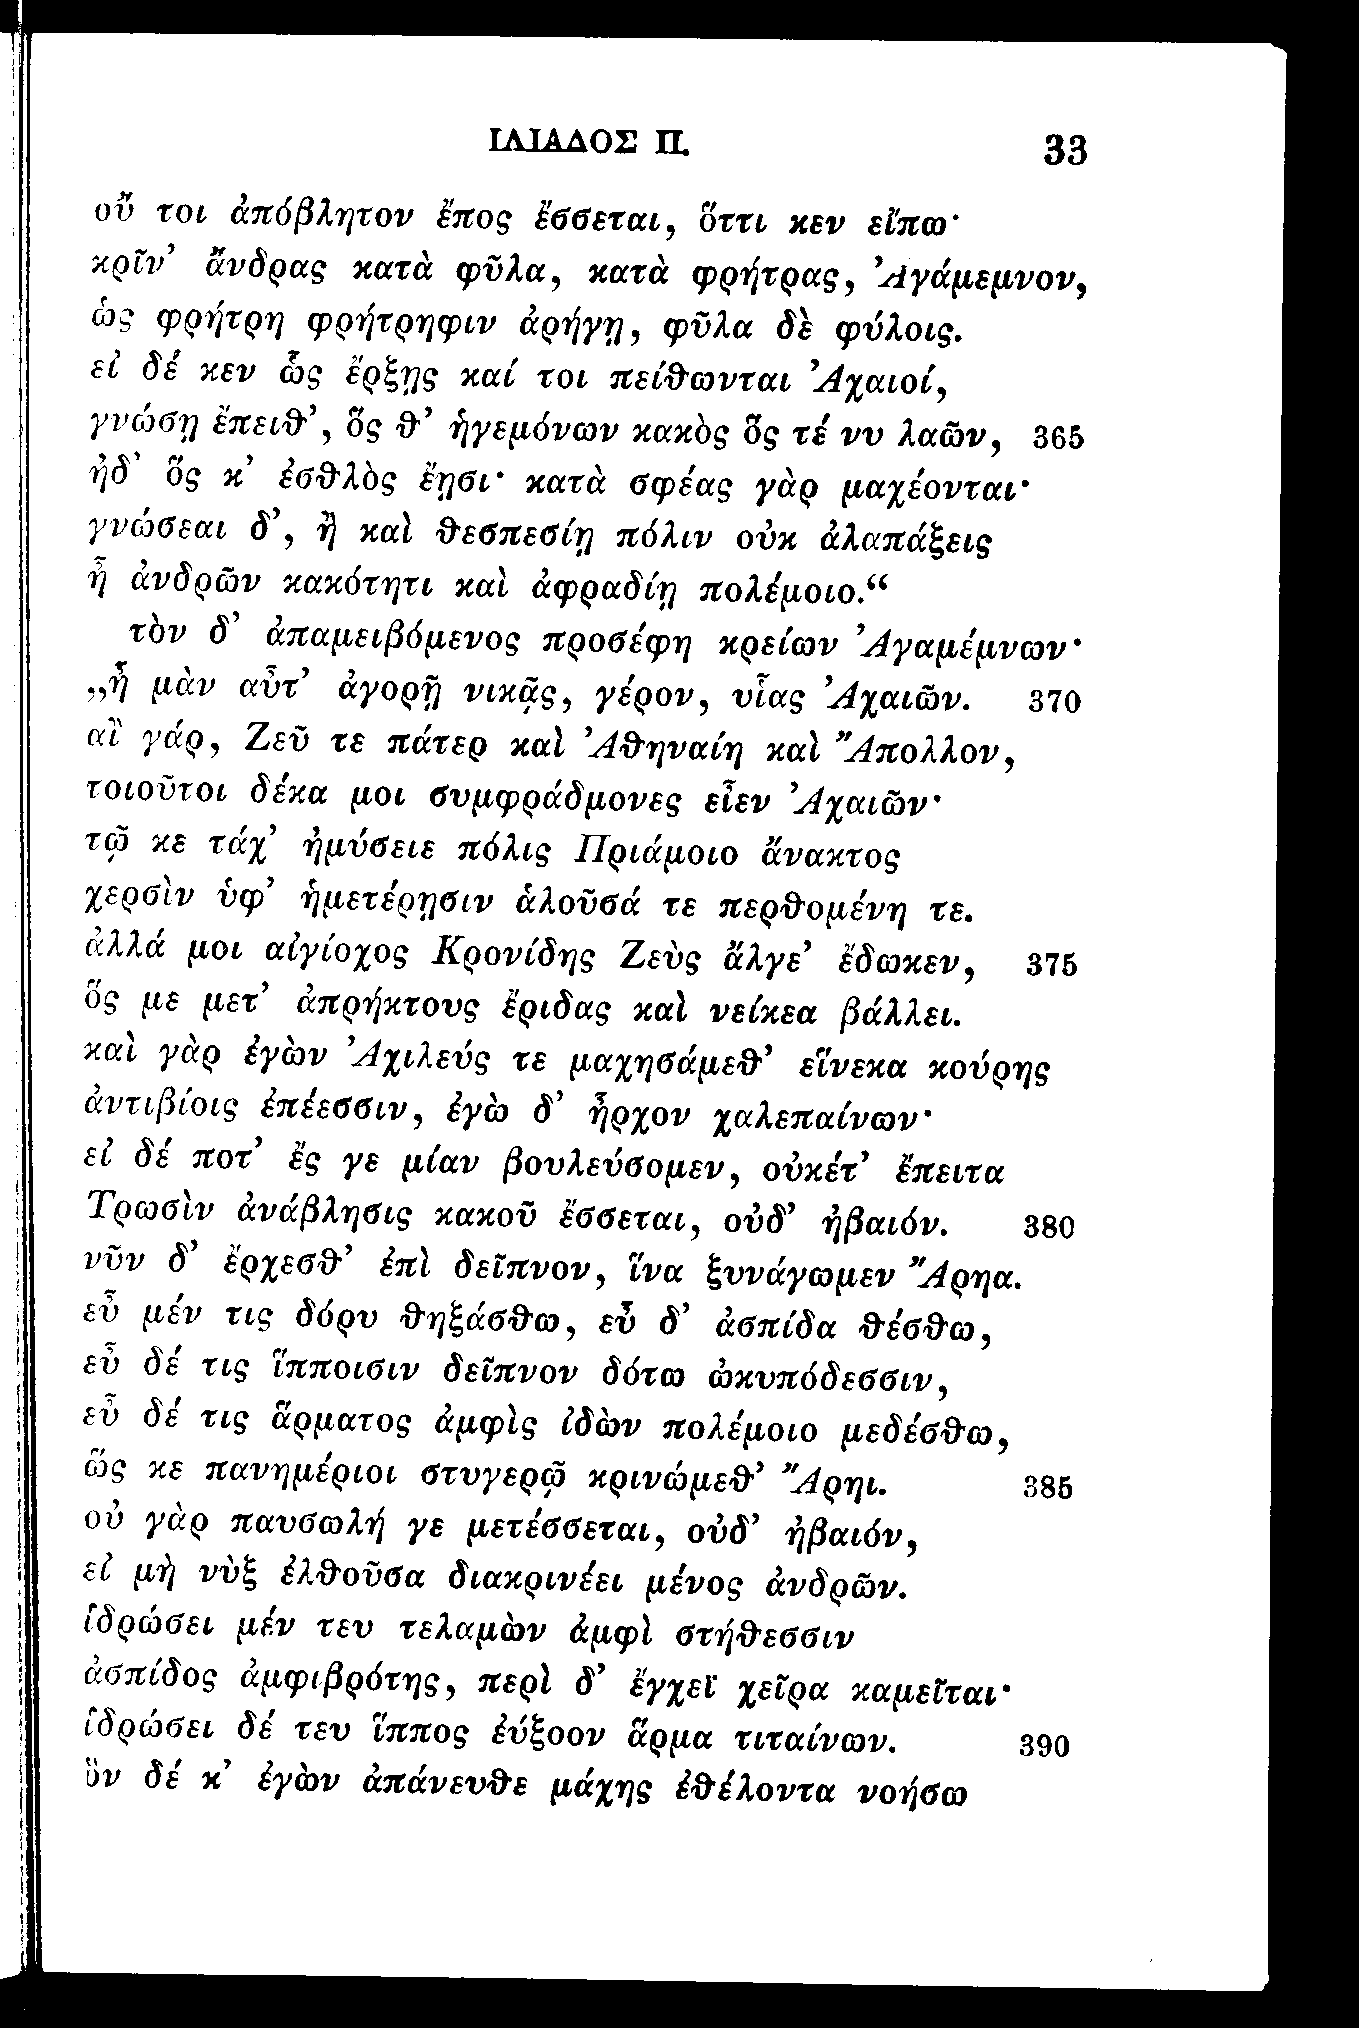 ΙΛΙΑΔΟΣ Π. 33
οὔ τοι ἀπόβλητον ἔπος ἔσσεται, ὅττι κεν εἴπω·
κρῖν’ ἄνδρας κατὰ φῦλα, κατὰ φρήτρας, Ἀγάμεμνον,
ὡς φρήτρη φρήτρηφιν ἀρήγῃ, φῦλα δὲ φύλοις.
εἰ δέ κεν ὣς ἔρξῃς καί τοι πείθωνται Ἀχαιοί,
γνώσῃ ἔπειθ’, ὅς θ’ ἡγεμόνων κακὸς ὅς τέ νυ λαῶν, 365
ἠδ’ ὅς κ’ ἐσθλὸς ἔῃσι· κατὰ σφέας γὰρ μαχέονται·
γνώσεαι δ’, ἢ καὶ θεσπεσίῃ πόλιν οὐκ ἀλαπάξεις
ἦ ἀνδρῶν κακότητι καὶ ἀφραδίῃ πολέμοιο.“
τὸν δ’ ἀπαμειβόμενος προσέφη κρείων Ἀγαμέμνων·
„ἦ μὰν αὖτ’ ἀγορῇ νικᾷς, γέρον, υἷας Ἀχαιῶν. 370
αἲ γάρ, Ζεῦ τε πάτερ καὶ Ἀθηναίη καὶ Ἄπολλον,
τοιοῦτοι δέκα μοι συμφράδμονες εἶεν Ἀχαιῶν·
τῷ κε τάχ’ ἠμύσειε πόλις Πριάμοιο ἄνακτος
χερσὶν ὑφ’ ἡμετέρῃσιν ἁλοῦσά τε περθομένη τε.
ἀλλά μοι αἰγίοχος Κρονίδης Ζεὺς ἄλγε’ ἔδωκεν, 375
ὅς με μετ’ ἀπρήκτους ἔριδας καὶ νείκεα βάλλει.
καὶ γὰρ ἐγὼν Ἀχιλεύς τε μαχησάμεθ’ εἵνεκα κούρης
ἀντιβίοις ἐπέεσσιν, ἐγὼ δ’ ἦρχον χαλεπαίνων·
εἰ δέ ποτ’ ἔς γε μίαν βουλεύσομεν, οὐκέτ’ ἔπειτα
Τρωσὶν ἀνάβλησις κακοῦ ἔσσεται, οὐδ’ ἠβαιόν. 380
νῦν δ’ ἔρχεσθ’ ἐπὶ δεῖπνον, ἵνα ξυνάγωμεν Ἄρηα.
εὖ μέν τις δόρυ θηξάσθω, εὖ δ’ ἀσπίδα θέσθω,
εὖ δέ τις ἵπποισιν δεῖπνον δότω ὠκυπόδεσσιν,
εὖ δέ τις ἅρματος ἀμφὶς ἰδὼν πολέμοιο μεδέσθω,
ὥς κε πανημέριοι στυγερῷ κρινώμεθ’ Ἄρηι. 385
οὐ γὰρ παυσωλή γε μετέσσεται, οὐδ’ ἠβαιόν,
εἰ μὴ νὺξ ἐλθοῦσα διακρινέει μένος ἀνδρῶν.
ἱδρώσει μέν τευ τελαμὼν ἀμφὶ στήθεσσιν
ἀσπίδος ἀμφιβρότης, περὶ δ’ ἔγχεϊ χεῖρα καμεῖται·
ἱδρώσει δέ τευ ἵππος ἐύξοον ἅρμα τιταίνων. 390
ὃν δέ κ’ ἐγὼν ἀπάνευθε μάχης ἐθέλοντα νοήσω